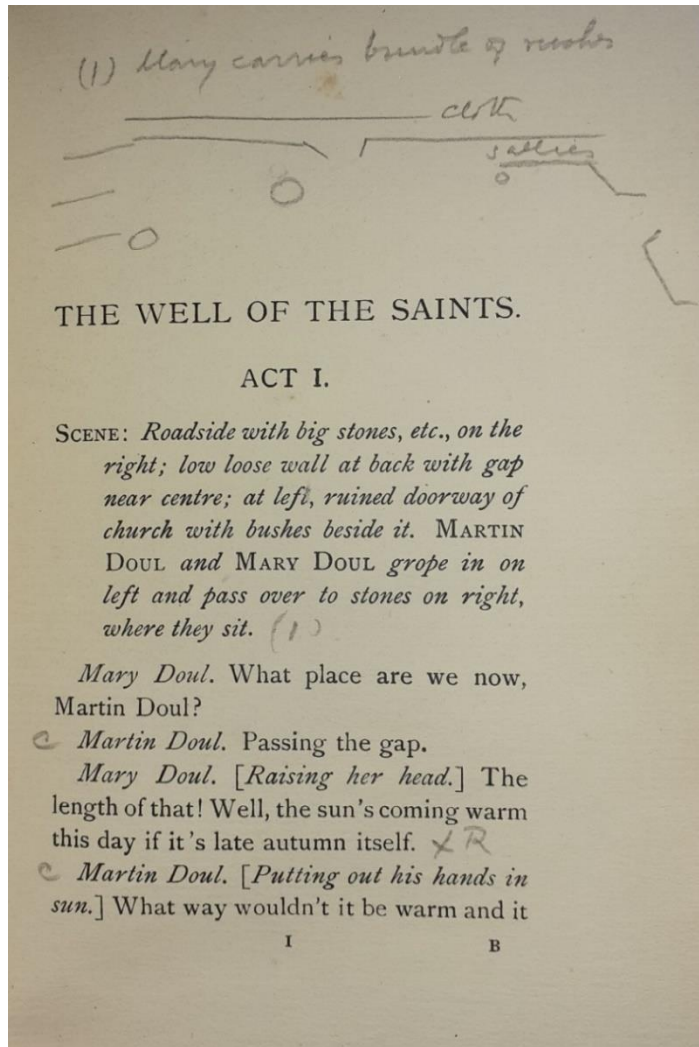 (1) Mary carries bundle of rushes
cloth
sallies
THE WELL OF THE SAINTS.
ACT I.
SCENE: Roadside with big stones, etc., on the
right; low loose wall at back with gap
near centre; at left, ruined doorway of
church with bushes beside it. MARTIN
DOUL and MARY DOUL grope in on
left and pass over to stones on right,
where they sit. (1)
Mary Doul. What place are we now,
Martin Doul?
C Martin Doul. Passing the gap.
Mary Doul. [Raising her head.] The
length of that! Well, the sun's coming warm
this day if it's late autumn itself. X R
C Martin Doul. [Putting out his hands in
sun.] What way wouldn't it be warm and it
I B